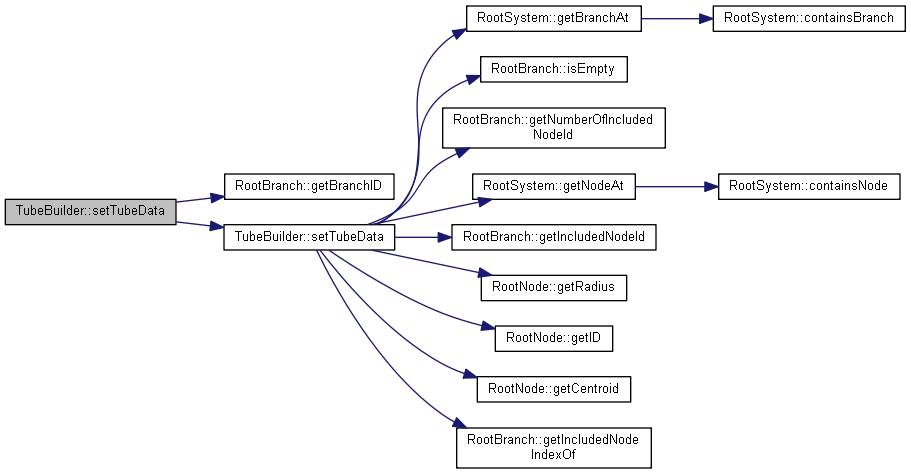 RootSystem::getBranchAt
RootSystem::containsBranch
RootBranch::isEmpty
RootBranch::getNumberOfIncluded
NodeId
RootBranch::getBranchID
RootSystem::getNodeAt
RootSystem::containsNode
TubeBuilder::setTubeData
TubeBuilder::setTubeData
RootBranch::getIncludedNodeId
RootNode::getRadius
RootNode::getID
RootNode::getCentroid
RootBranch::getIncludedNode
IndexOf